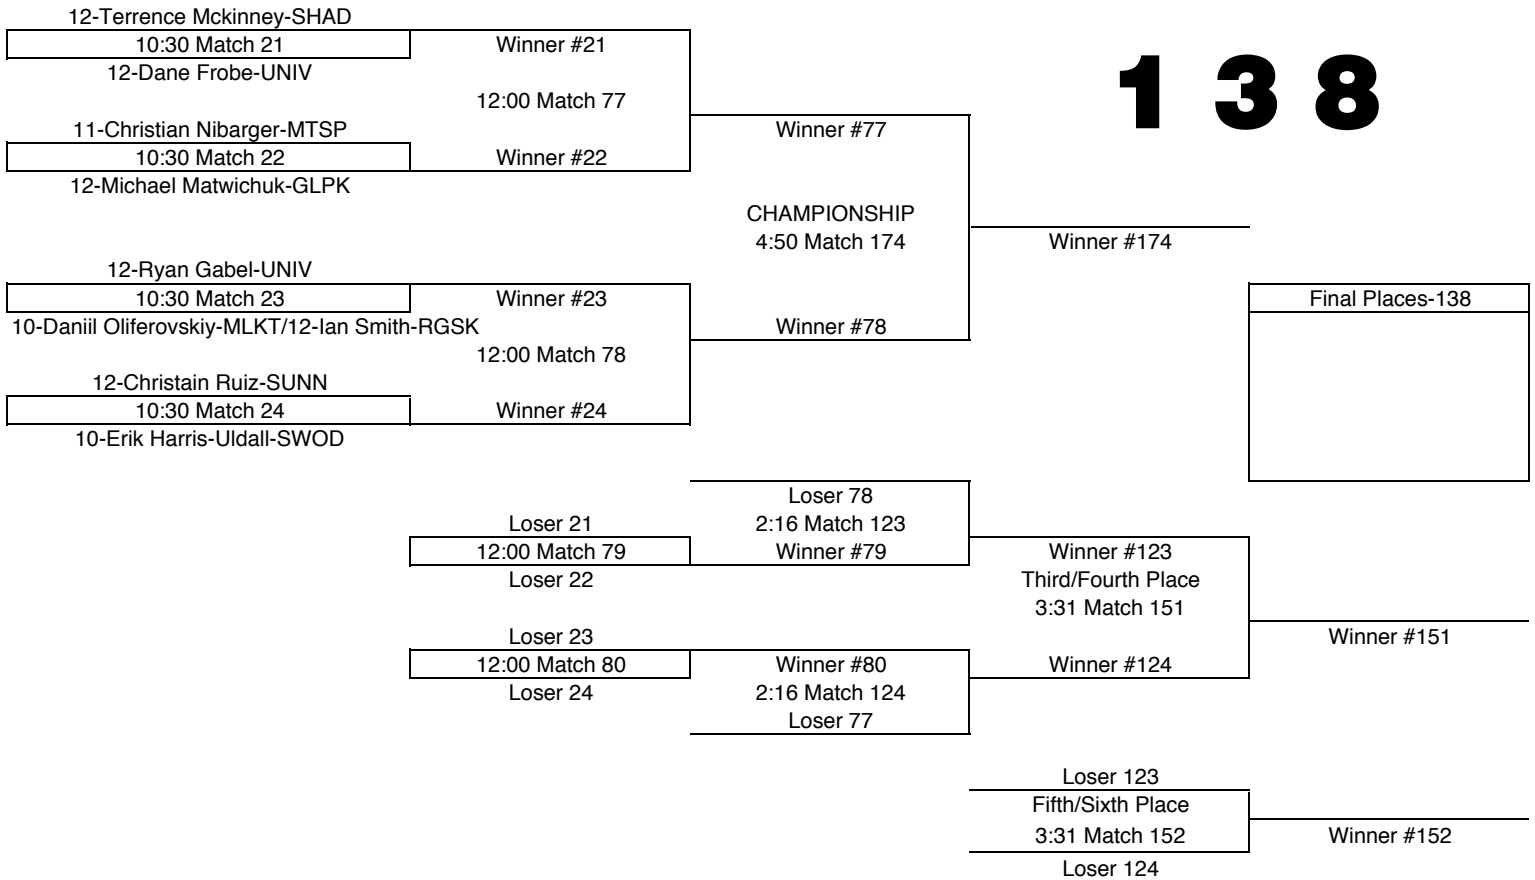 12-Terrence Mckinney-SHAD
10:30 Match 21
Winner #21
1 3 8
12-Dane Frobe-UNIV
12:00 Match 77
11-Christian Nibarger-MTSP
Winner #77
10:30 Match 22
Winner #22
12-Michael Matwichuk-GLPK
CHAMPIONSHIP
4:50 Match 174
Winner #174
12-Ryan Gabel-UNIV
10:30 Match 23
Winner #23
Final Places-138
10-Daniil Oliferovskiy-MLKT/12-Ian Smith-RGSK
Winner #78
12:00 Match 78
12-Christain Ruiz-SUNN
10:30 Match 24
Winner #24
10-Erik Harris-Uldall-SWOD
Loser 78
Loser 21
2:16 Match 123
12:00 Match 79
Winner #79
Winner #123
Loser 22
Third/Fourth Place
3:31 Match 151
Loser 23
Winner #151
12:00 Match 80
Winner #80
Winner #124
Loser 24
2:16 Match 124
Loser 77
Loser 123
Fifth/Sixth Place
3:31 Match 152
Winner #152
Loser 124